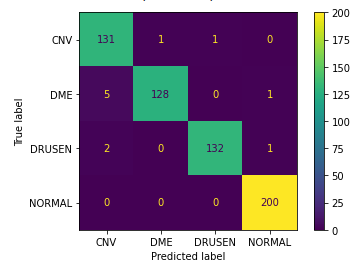 200
175
150
125
100
75
50
25
0
CNV 131 1 1 0
DME 5 128 0 1
DRUSEN 2 0 132 1
NORMAL 0 0 0 200
CNV DME DRUSEN NORMAL
Predicted label
True label